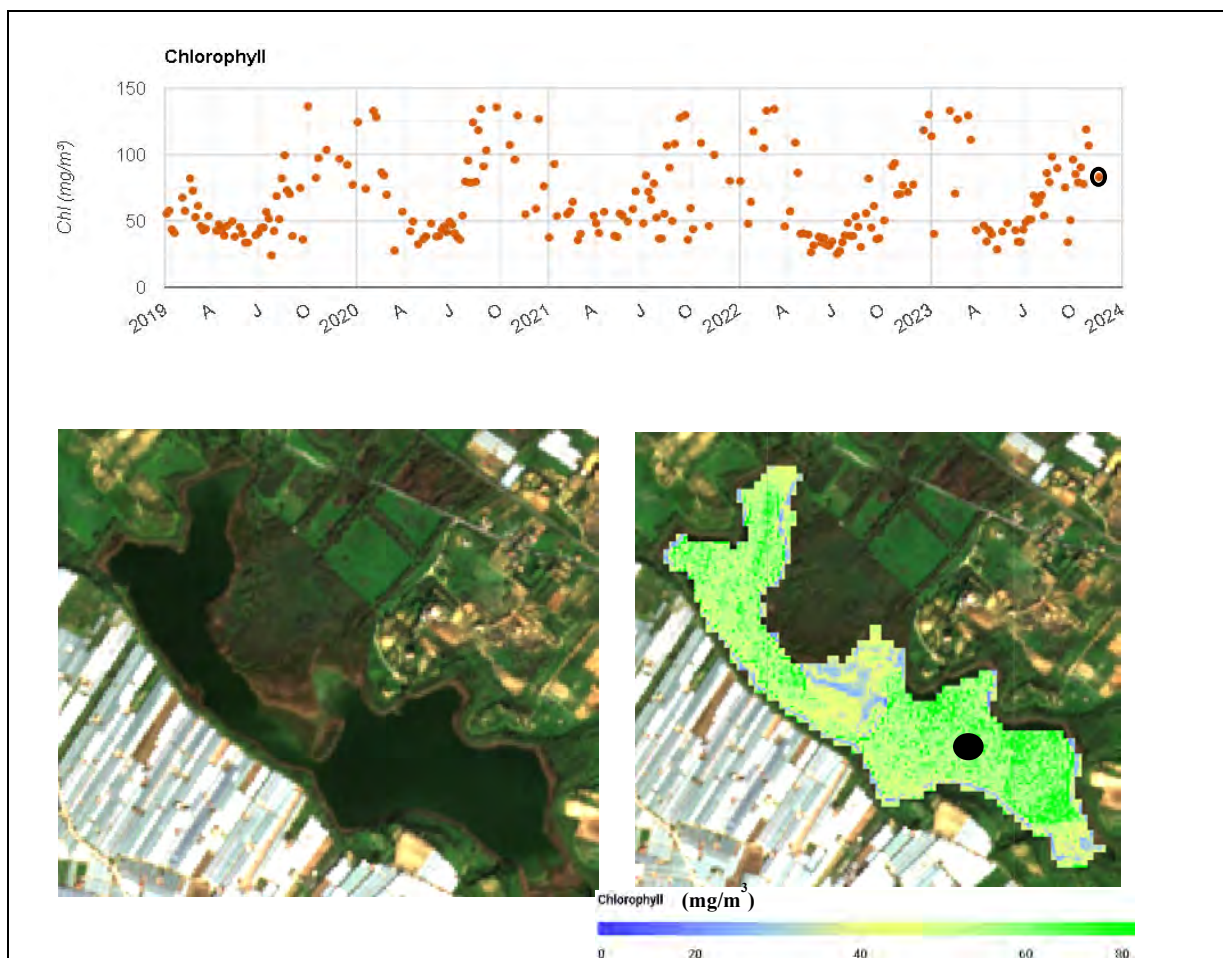 Chlorophyll
150
100
50
0
Chl (mg/m³)
2019 A J O 2020 A J O 2021 A J O 2022 A J O 2023 A J O 2024
Chlorophyll (mg/m³)
0 20 40 60 80